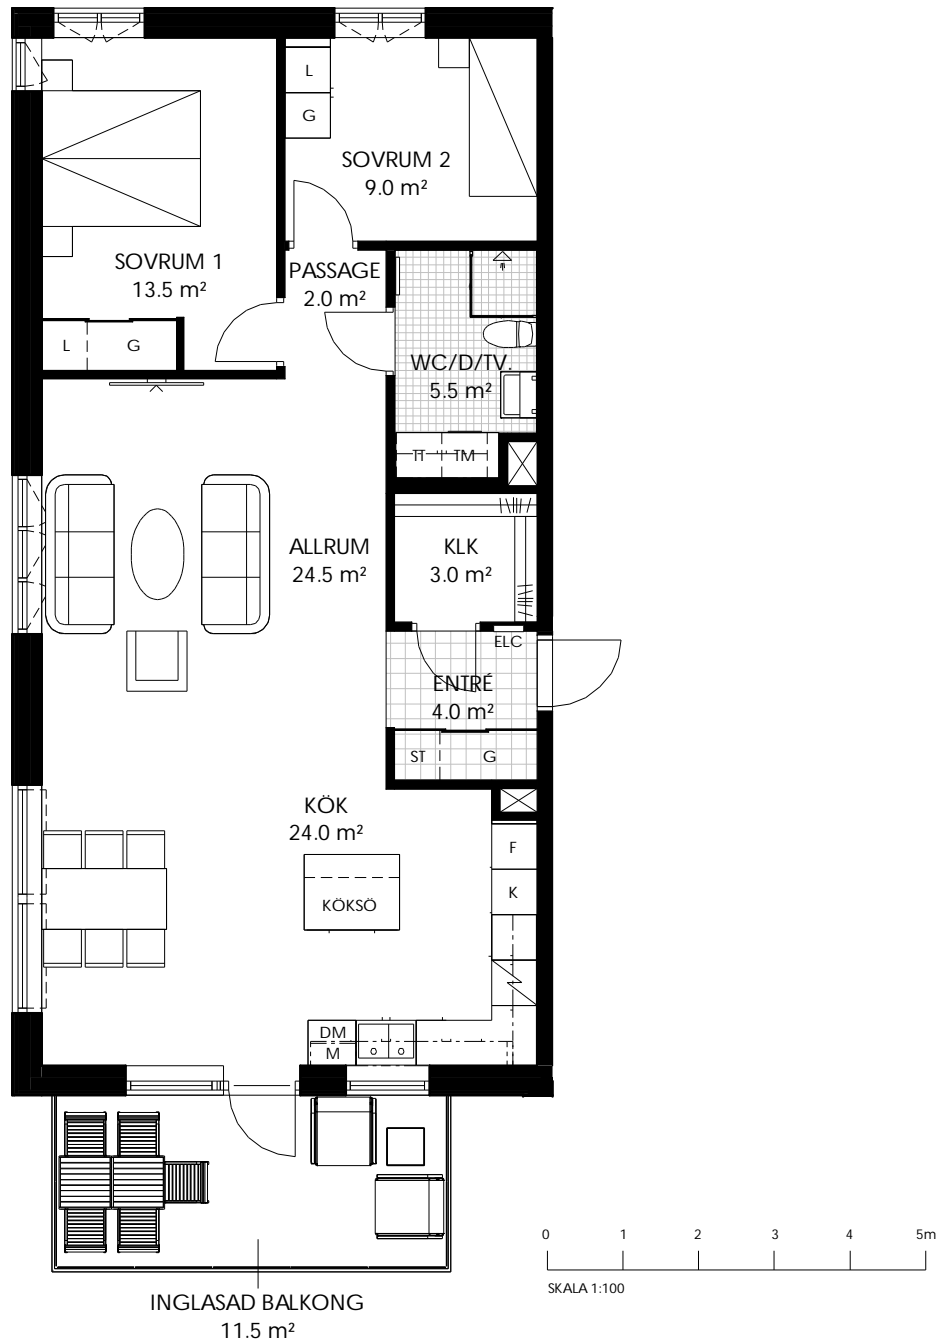 L
G
SOVRUM 2
9.0 m²
SOVRUM 1
13.5 m²
PASSAGE
2.0 m²
L
G
WC/D/TV.
5.5 m²
TT
TM
ALLRUM
24.5 m²
KLK
3.0 m²
ELC
ENTRÉ
4.0 m²
ST
G
KÖK
24.0 m²
F
K
KÖKSÖ
DM
M
0 1 2 3 4 5m
SKALA 1:100
INGLASAD BALKONG
11.5 m²